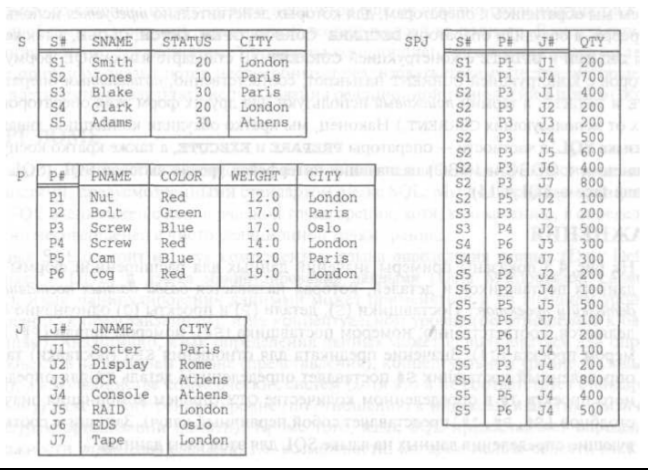 S S# SNAME STATUS CITY
S1 Smith 20 London
S2 Jones 10 Paris
S3 Blake 30 Paris
S4 Clark 20 London
S5 Adams 30 Athens
P P# PNAME COLOR WEIGHT CITY
P1 Nut Red 12.0 London
P2 Bolt Green 17.0 Paris
P3 Screw Blue 17.0 Oslo
P4 Screw Red 14.0 London
P5 Cam Blue 12.0 Paris
P6 Cog Red 19.0 London
J J# JNAME CITY
J1 Sorter Paris
J2 Display Rome
J3 OCR Athens
J4 Console Athens
J5 RAID London
J6 EDS Oslo
J7 Tape London
SPJ S# P# J# QTY
S1 P1 J1 200
S1 P1 J4 700
S2 P3 J1 400
S2 P3 J2 200
S2 P3 J3 200
S2 P3 J4 500
S2 P3 J5 600
S2 P3 J6 400
S2 P3 J7 800
S2 P5 J2 100
S3 P3 J1 200
S3 P4 J2 500
S4 P6 J3 300
S4 P6 J7 300
S5 P2 J2 200
S5 P2 J4 100
S5 P5 J5 500
S5 P5 J7 100
S5 P6 J2 200
S5 P1 J4 100
S5 P3 J4 200
S5 P4 J4 800
S5 P5 J4 400
S5 P6 J4 500